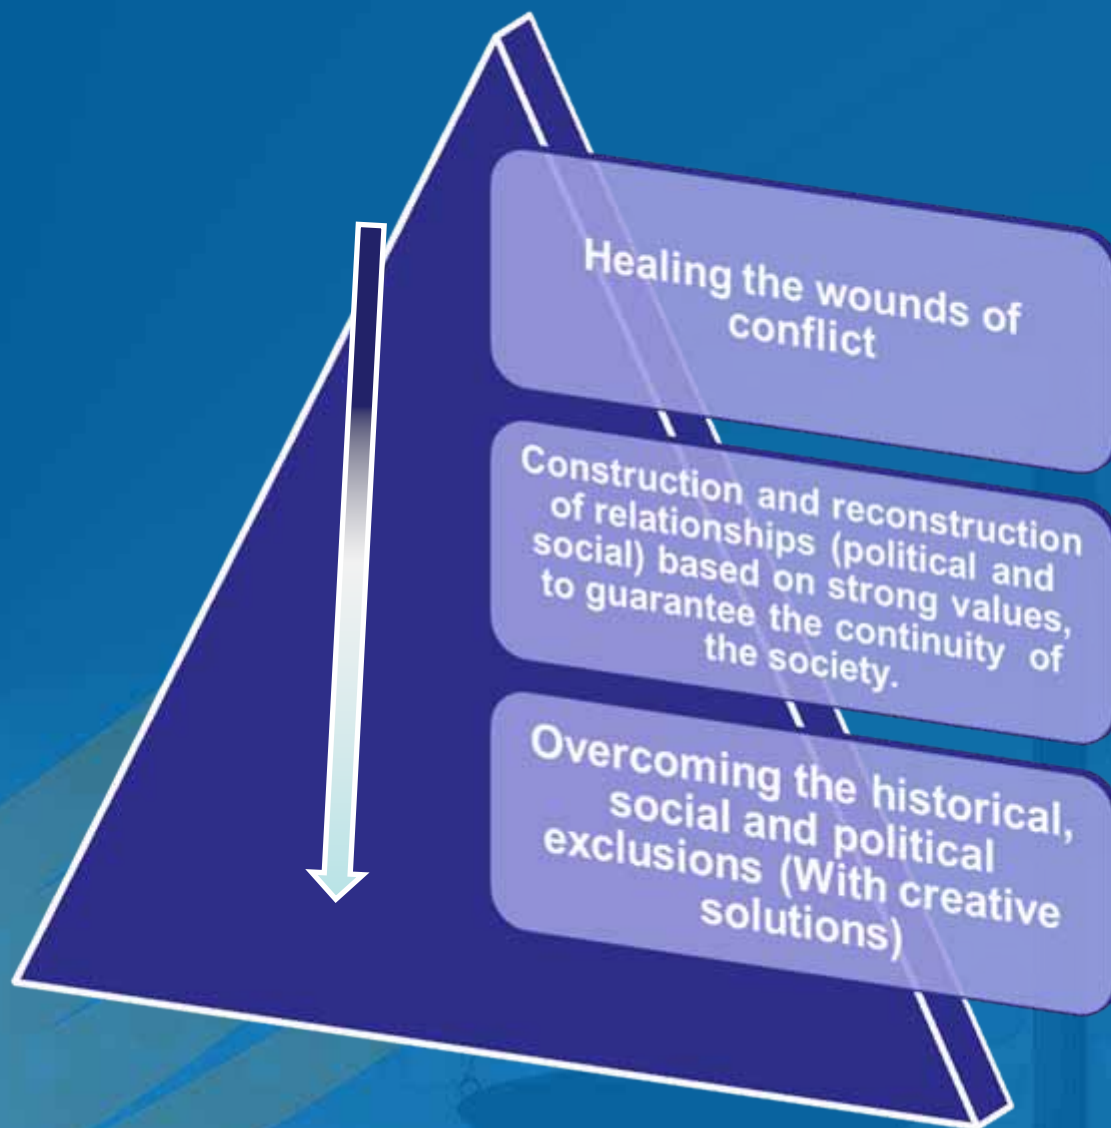 Healing the wounds of
conflict
Construction and reconstruction
of relationships (political and
social) based on strong values,
to guarantee the continuity of
the society.
Overcoming the historical,
social and political
exclusions (With creative
solutions)